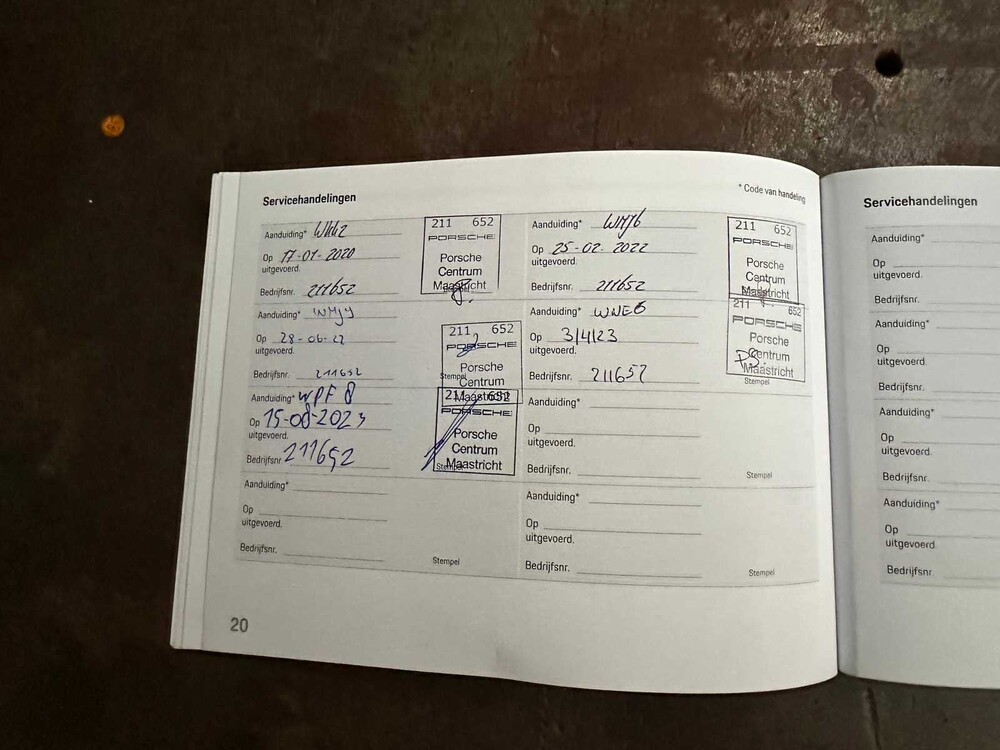 Servicehandelingen
* Code van handeling
Aanduiding*
Op 17-01-2020
uitgevoerd.
Bedrijfsnr. 211652
211 652
PORSCHE
Porsche
Centrum
Maastricht
Aanduiding* WMJ6
Op 25-02-2022
uitgevoerd.
Bedrijfsnr. 211652
211 652
PORSCHE
Porsche
Centrum
Maastricht
Aanduiding*
Op 28-06-22
uitgevoerd.
Bedrijfsnr. 211652
211 652
PORSCHE
Porsche
Centrum
Maastricht
Stempel
Aanduiding*
Op 3/4/23
uitgevoerd.
Bedrijfsnr. 211652
211 652
PORSCHE
Porsche
Centrum
Maastricht
Stempel
Aanduiding* WPF 8
Op 15-08-2023
uitgevoerd.
Bedrijfsnr. 211652
211 652
PORSCHE
Porsche
Centrum
Maastricht
Stempel
Aanduiding*
Op
uitgevoerd.
Bedrijfsnr.
Stempel
Aanduiding*
Op
uitgevoerd.
Bedrijfsnr.
Stempel
Aanduiding*
Op
uitgevoerd.
Bedrijfsnr.
Stempel
20
Servicehandelingen
Aanduiding*
Op
uitgevoerd.
Bedrijfsnr.
Aanduiding*
Op
uitgevoerd.
Bedrijfsnr.
Aanduiding*
Op
uitgevoerd.
Bedrijfsnr.
Aanduiding*
Op
uitgevoerd.
Bedrijfsnr.